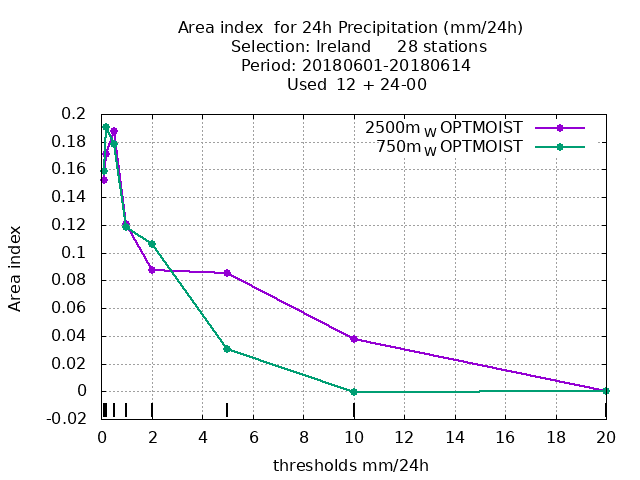 Area index  for 24h Precipitation (mm/24h)
Selection: Ireland     28 stations
Period: 20180601-20180614
Used  12 + 24-00
2500m W OPTMOIST
750m W OPTMOIST
0.2
0.18
0.16
0.14
0.12
0.1
0.08
0.06
0.04
0.02
0
-0.02
Area index
0 2 4 6 8 10 12 14 16 18 20
thresholds mm/24h